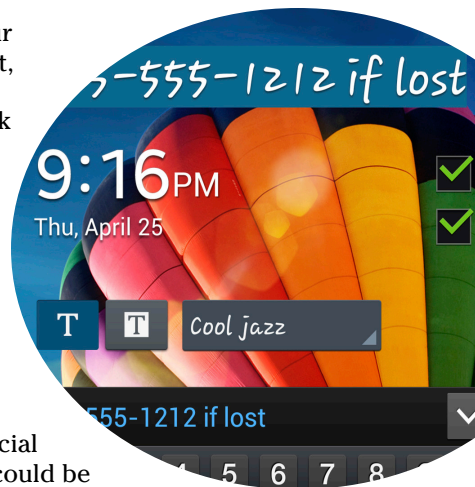 5-555-1212 if lost
9:16PM
Thu, April 25
T T Cool jazz
555-1212 if lost
5 6 7 8